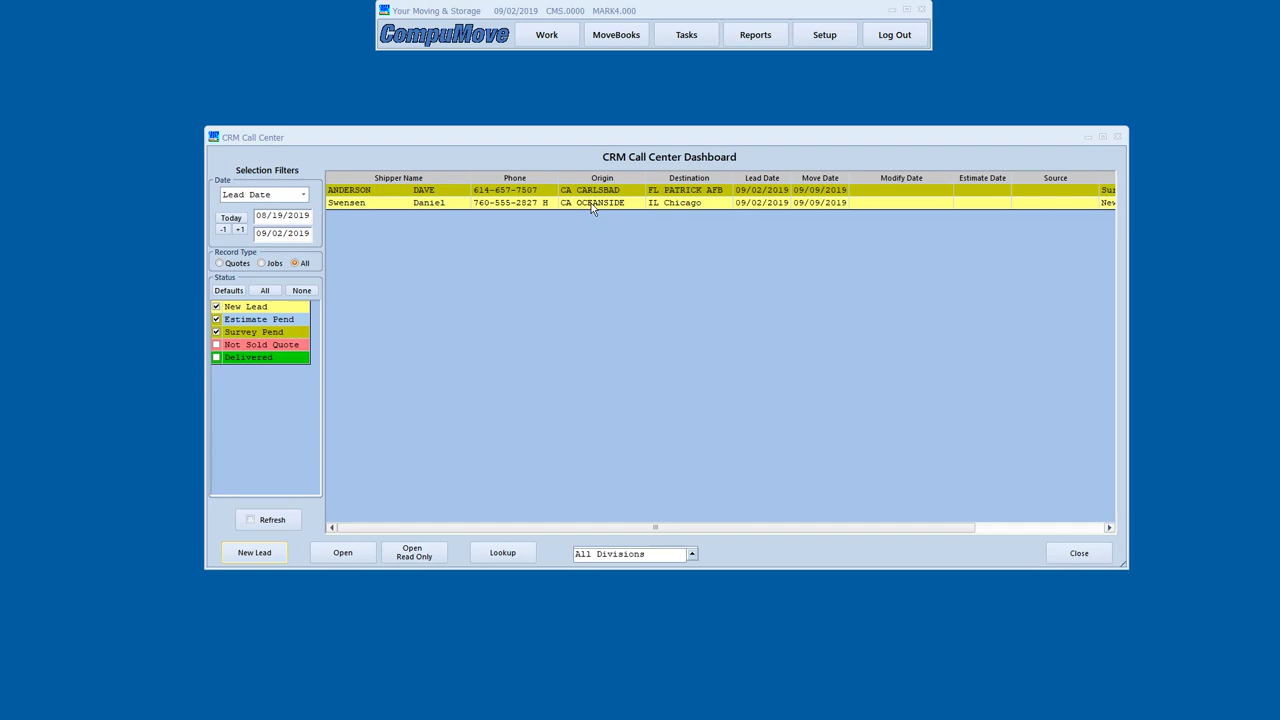 Your Moving & Storage 09/02/2019 CMS.0000 MARK4.000
CompuMove Work MoveBooks Tasks Reports Setup Log Out
CRM Call Center
CRM Call Center Dashboard
Selection Filters
Date
Lead Date
Today 08/19/2019
-1 +1 09/02/2019
Record Type
Quotes Jobs All
Status
Defaults All None
New Lead
Estimate Pend
Survey Pend
Not Sold Quote
Delivered
Refresh
Shipper Name Phone Origin Destination Lead Date Move Date Modify Date Estimate Date Source
ANDERSON DAVE 614-657-7507 CA CARLSBAD FL PATRICK AFB 09/02/2019 09/09/2019 Sur
Swensen Daniel 760-555-2827 H CA OCEANSIDE IL Chicago 09/02/2019 09/09/2019 New
New Lead Open Open Read Only Lookup All Divisions Close